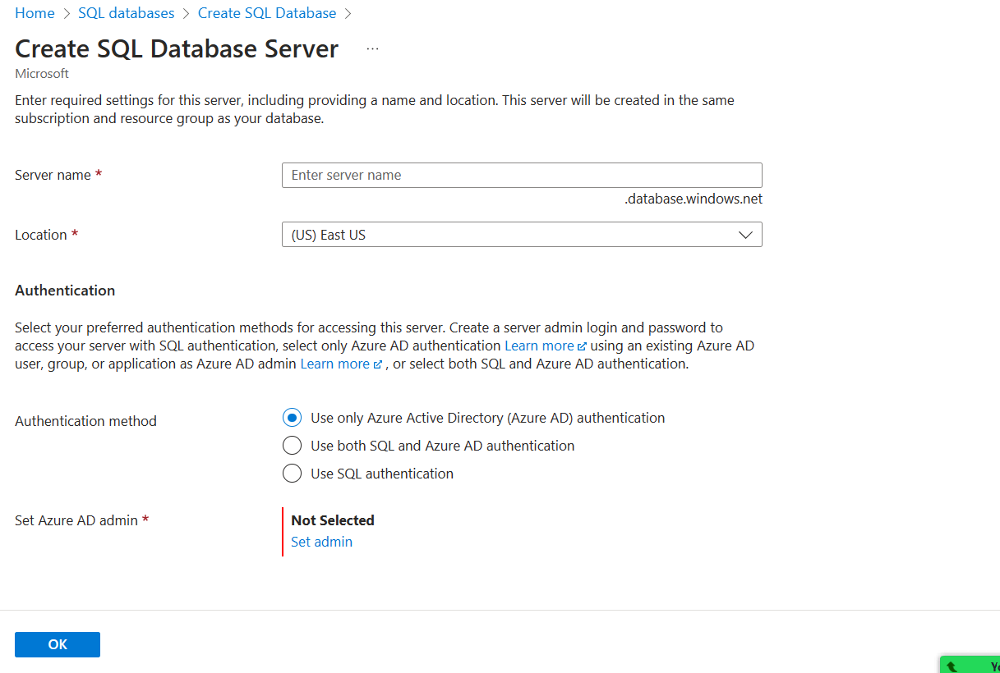 Home > SQL databases > Create SQL Database >
Create SQL Database Server ...
Microsoft
Enter required settings for this server, including providing a name and location. This server will be created in the same
subscription and resource group as your database.
Server name *
Enter server name
.database.windows.net
Location *
(US) East US
Authentication
Select your preferred authentication methods for accessing this server. Create a server admin login and password to
access your server with SQL authentication, select only Azure AD authentication Learn more using an existing Azure AD
user, group, or application as Azure AD admin Learn more , or select both SQL and Azure AD authentication.
Authentication method
Use only Azure Active Directory (Azure AD) authentication
Use both SQL and Azure AD authentication
Use SQL authentication
Set Azure AD admin *
Not Selected
Set admin
OK